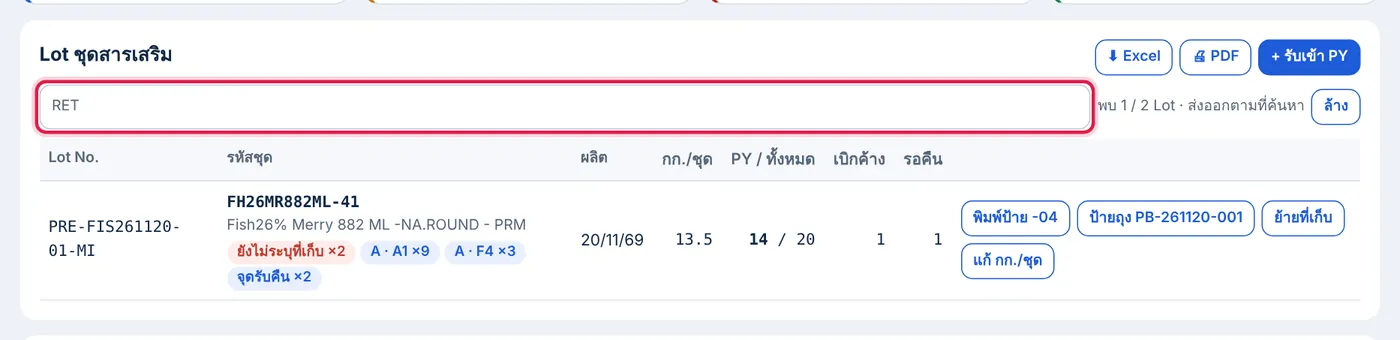 Lot ชุดสารเสริม
⬇ Excel
🖨 PDF
+ รับเข้า PY
RET
พบ 1 / 2 Lot · ส่งออกตามที่ค้นหา
ล้าง
Lot No. รหัสชุด ผลิต กก./ชุด PY / ทั้งหมด เบิกค้าง รอคืน
PRE-FIS261120-
01-MI
FH26MR882ML-41
Fish26% Merry 882 ML -NA.ROUND - PRM
ยังไม่ระบุที่เก็บ ×2 A · A1 ×9 A · F4 ×3
จุดรับคืน ×2
20/11/69 13.5 14 / 20 1 1
พิมพ์ป้าย -04 ป้ายถุง PB-261120-001 ย้ายที่เก็บ
แก้ กก./ชุด